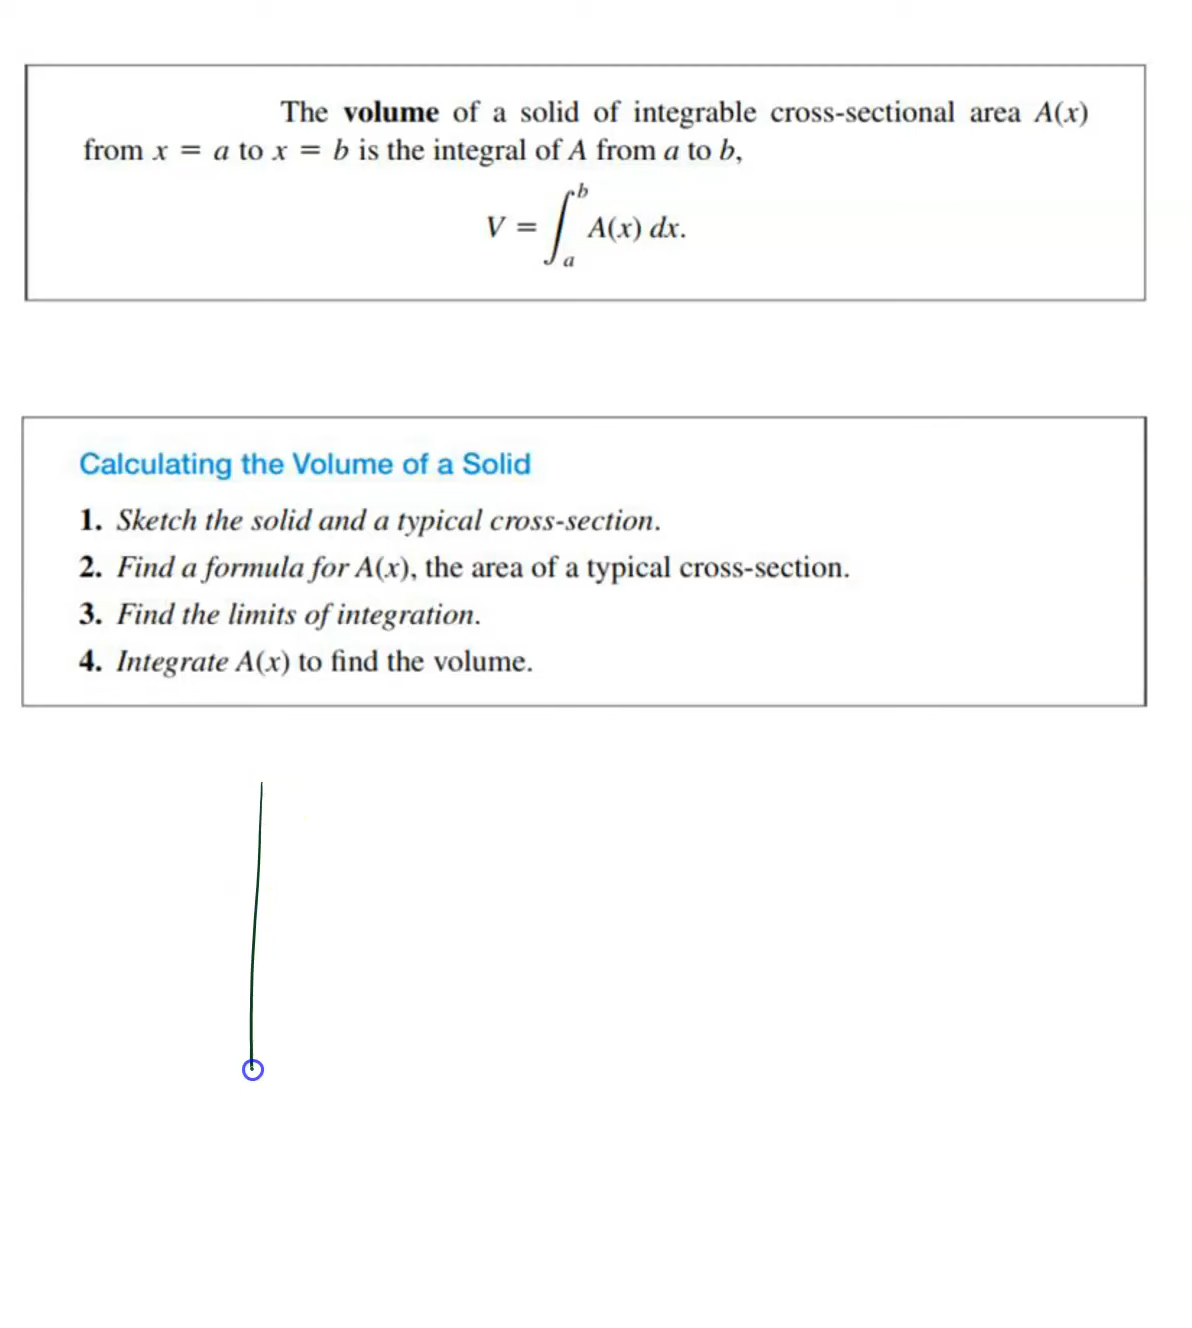 The volume of a solid of integrable cross-sectional area A(x)
from x = a to x = b is the integral of A from a to b,
V = ∫_a^b A(x) dx.
Calculating the Volume of a Solid
1. Sketch the solid and a typical cross-section.
2. Find a formula for A(x), the area of a typical cross-section.
3. Find the limits of integration.
4. Integrate A(x) to find the volume.